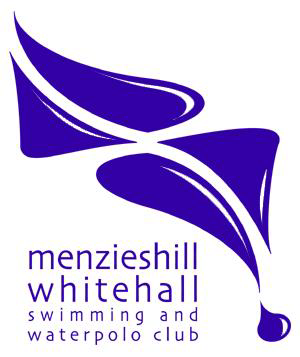 menzieshill
whitehall
swimming and
waterpolo club